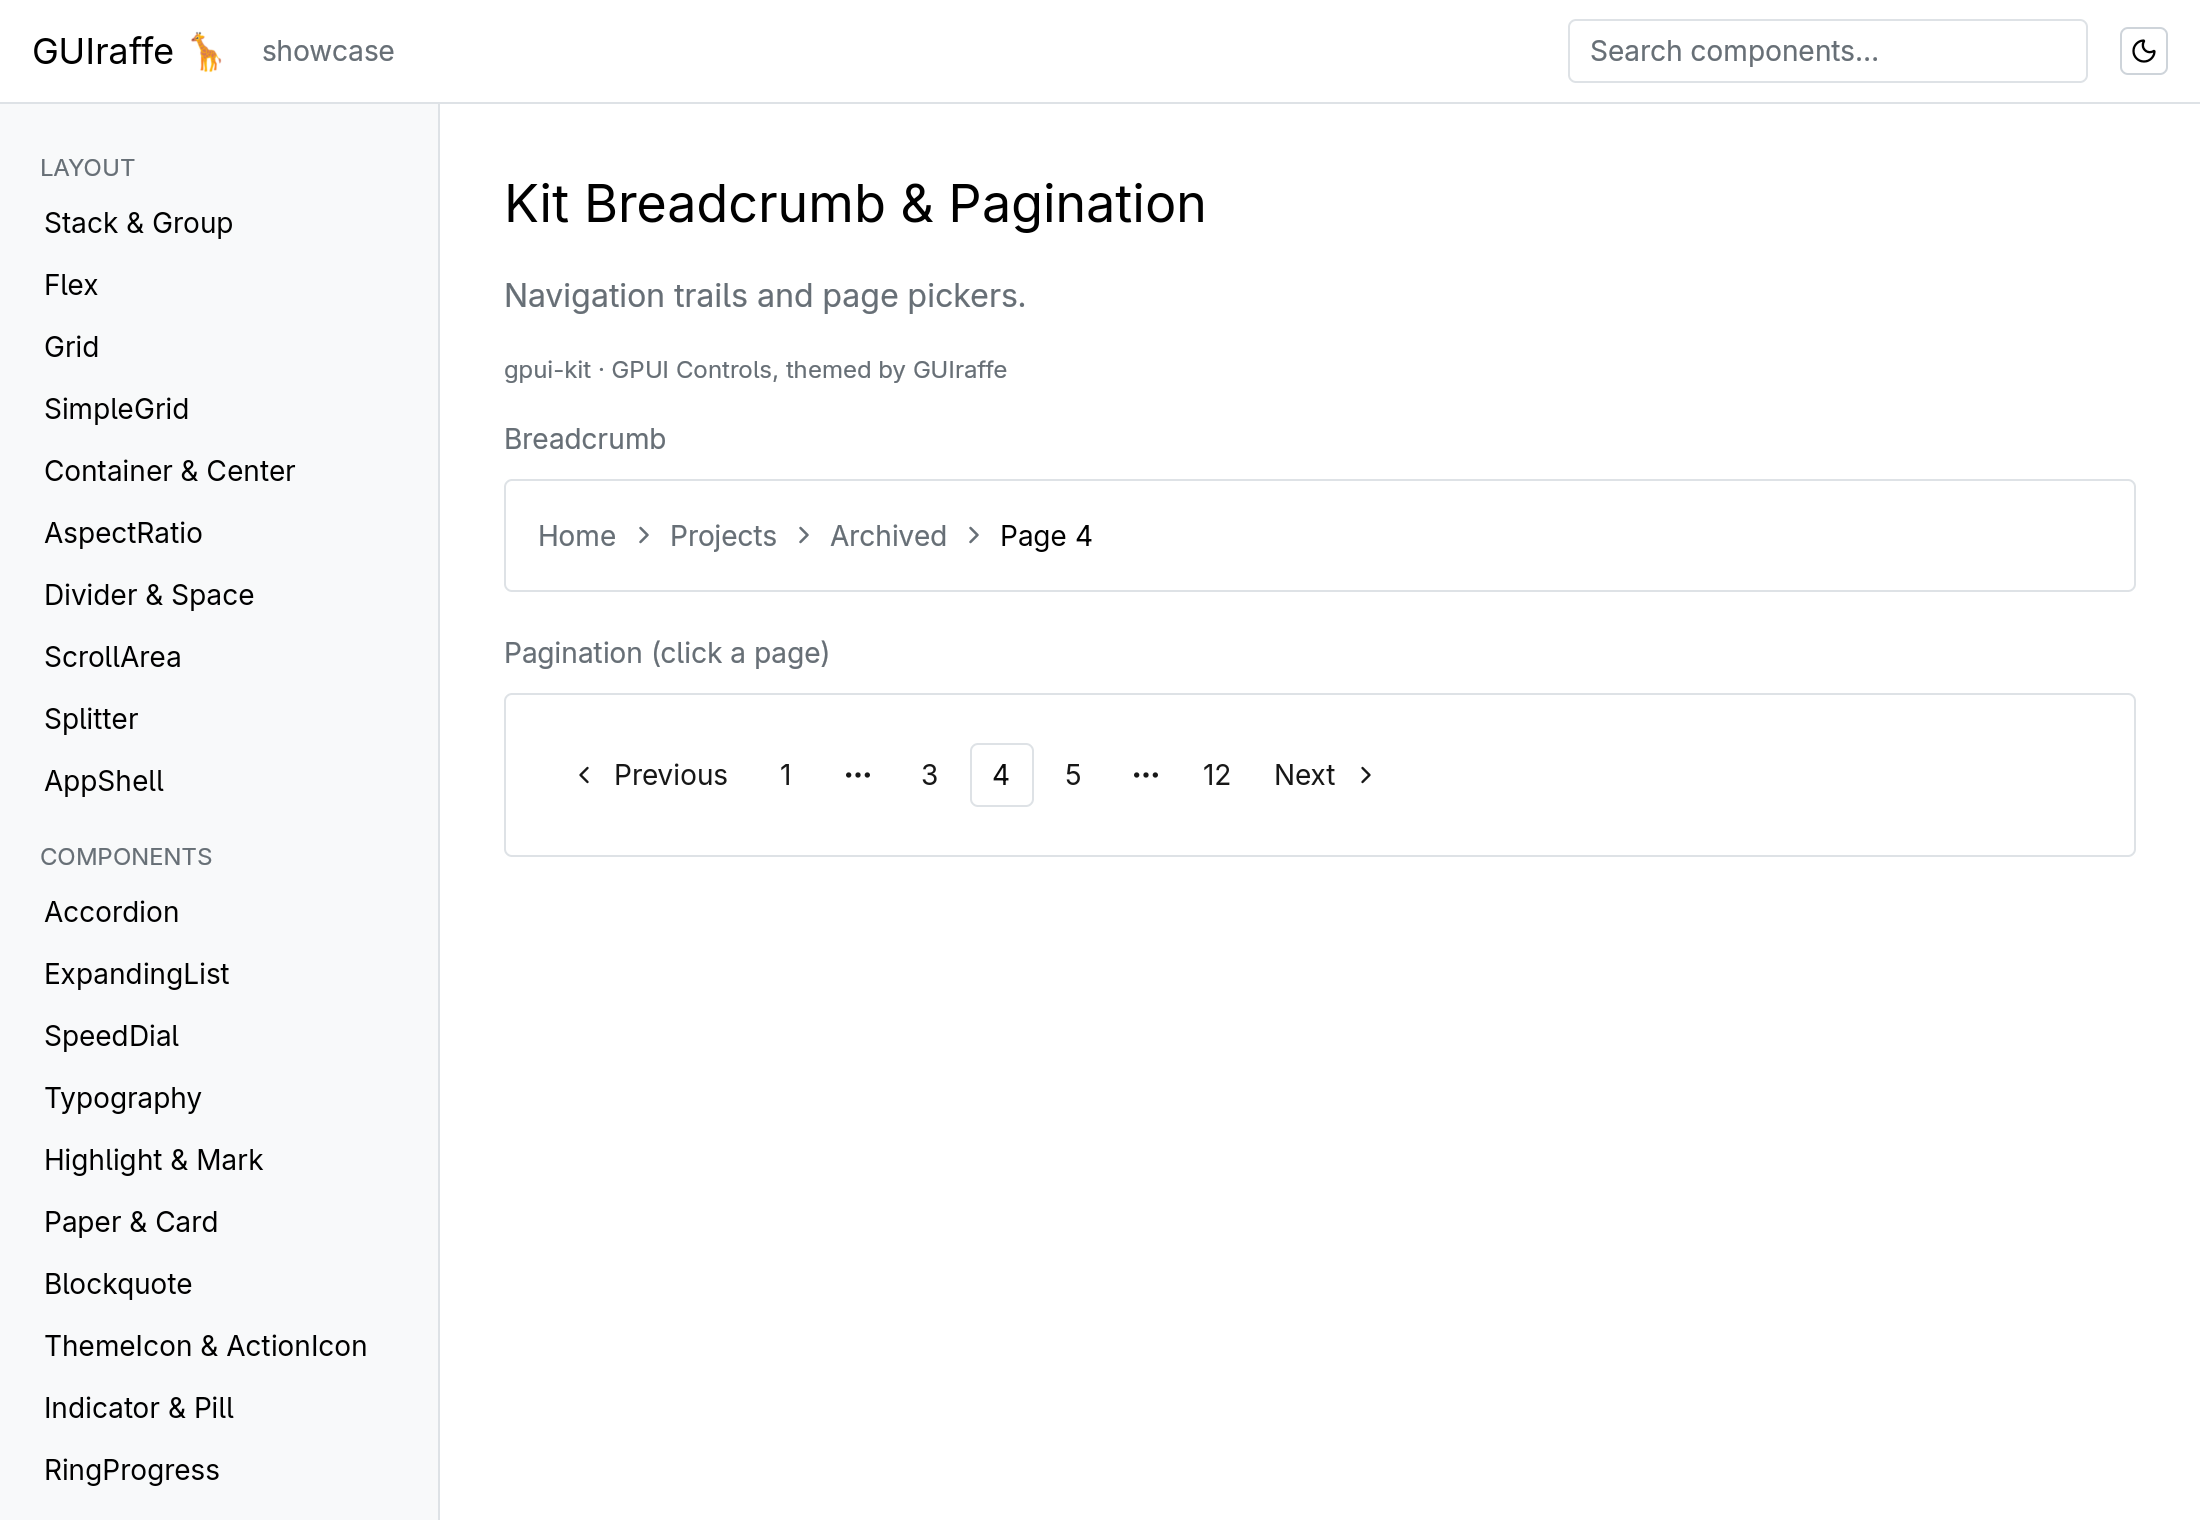 GUIraffe 🦒 showcase Search components...
LAYOUT
Stack & Group
Flex
Grid
SimpleGrid
Container & Center
AspectRatio
Divider & Space
ScrollArea
Splitter
AppShell
COMPONENTS
Accordion
ExpandingList
SpeedDial
Typography
Highlight & Mark
Paper & Card
Blockquote
ThemeIcon & ActionIcon
Indicator & Pill
RingProgress
Kit Breadcrumb & Pagination
Navigation trails and page pickers.
gpui-kit · GPUI Controls, themed by GUIraffe
Breadcrumb
Home > Projects > Archived > Page 4
Pagination (click a page)
< Previous 1 ••• 3 4 5 ••• 12 Next >